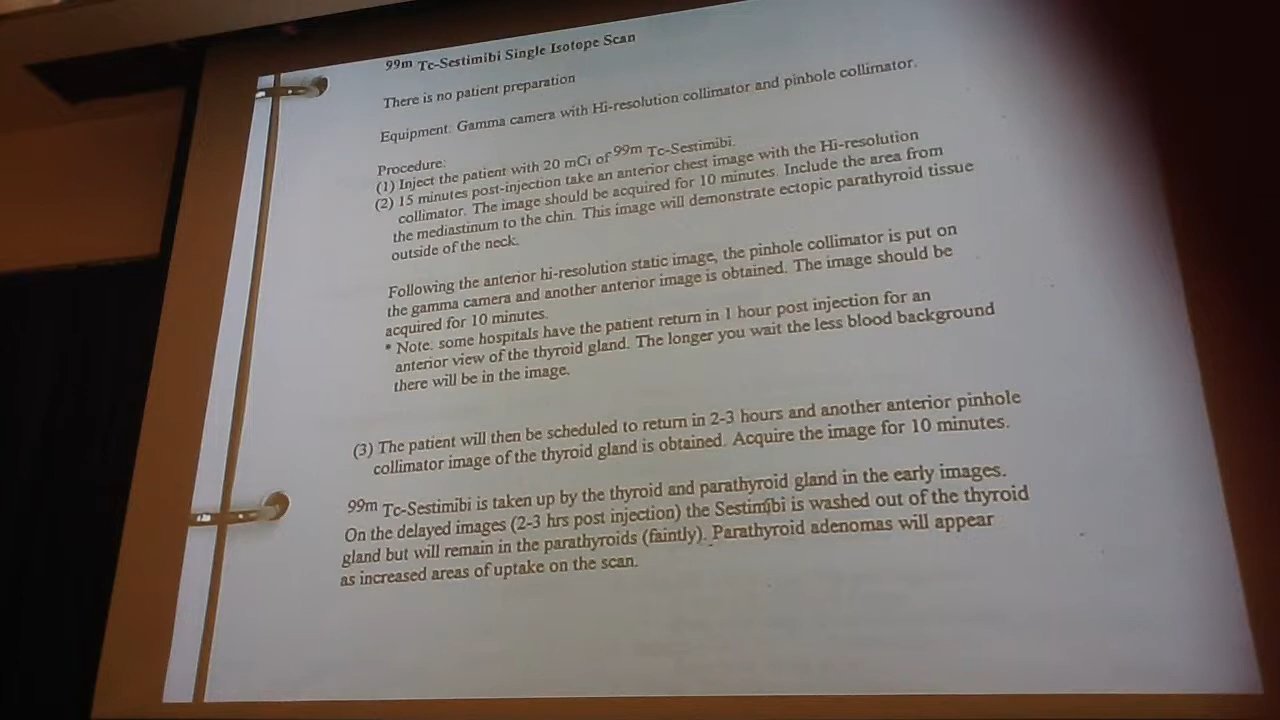 99m Tc-Sestimibi Single Isotope Scan
There is no patient preparation
Equipment: Gamma camera with Hi-resolution collimator and pinhole collimator.
Procedure:
(1) Inject the patient with 20 mCi of 99m Tc-Sestimibi.
(2) 15 minutes post-injection take an anterior chest image with the Hi-resolution
collimator. The image should be acquired for 10 minutes. Include the area from
the mediastinum to the chin. This image will demonstrate ectopic parathyroid tissue
outside of the neck.
Following the anterior hi-resolution static image, the pinhole collimator is put on
the gamma camera and another anterior image is obtained. The image should be
acquired for 10 minutes.
* Note. some hospitals have the patient return in 1 hour post injection for an
anterior view of the thyroid gland. The longer you wait the less blood background
there will be in the image.
(3) The patient will then be scheduled to return in 2-3 hours and another anterior pinhole
collimator image of the thyroid gland is obtained. Acquire the image for 10 minutes.
99m Tc-Sestimibi is taken up by the thyroid and parathyroid gland in the early images.
On the delayed images (2-3 hrs post injection) the Sestimibi is washed out of the thyroid
gland but will remain in the parathyroids (faintly). Parathyroid adenomas will appear
as increased areas of uptake on the scan.